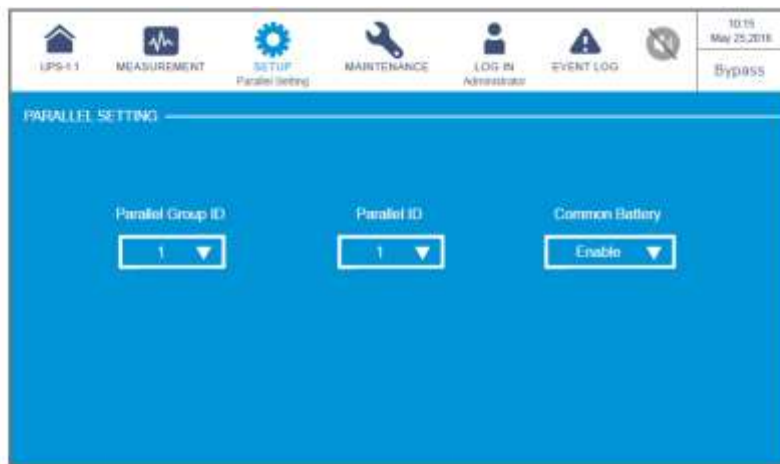 10:15
May 25,2018
UPS-1 1
MEASUREMENT
SETUP
Parallel Setting
MAINTENANCE
LOG IN
Administrator
EVENT LOG
Bypass
PARALLEL SETTING
Parallel Group ID
Parallel ID
Common Battery
1
1
Enable